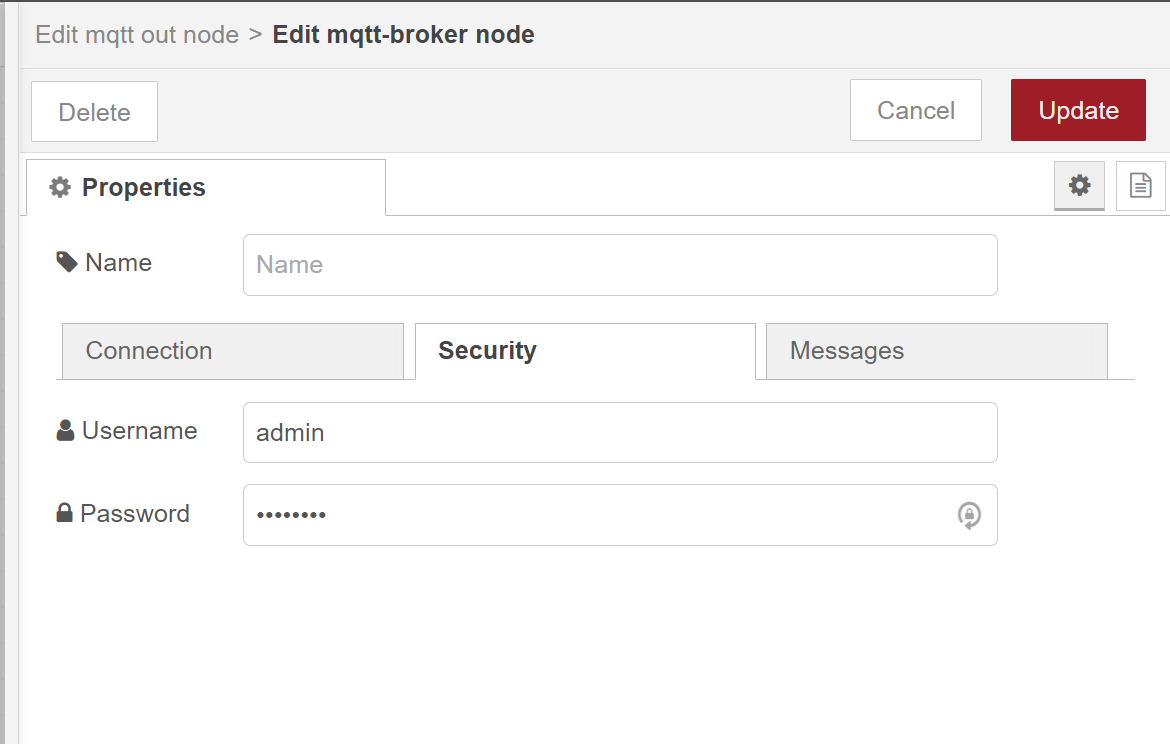 Edit mqtt out node > Edit mqtt-broker node
Delete Cancel Update
Properties
Name Name
Connection Security Messages
Username admin
Password ••••••••